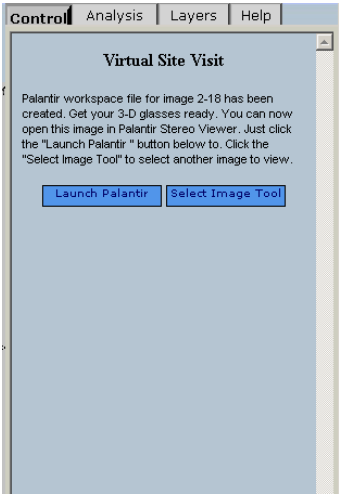 Control Analysis Layers Help
Virtual Site Visit
Palantir workspace file for image 2-18 has been
created. Get your 3-D glasses ready. You can now
open this image in Palantir Stereo Viewer. Just click
the "Launch Palantir " button below to. Click the
"Select Image Tool" to select another image to view.
Launch Palantir Select Image Tool